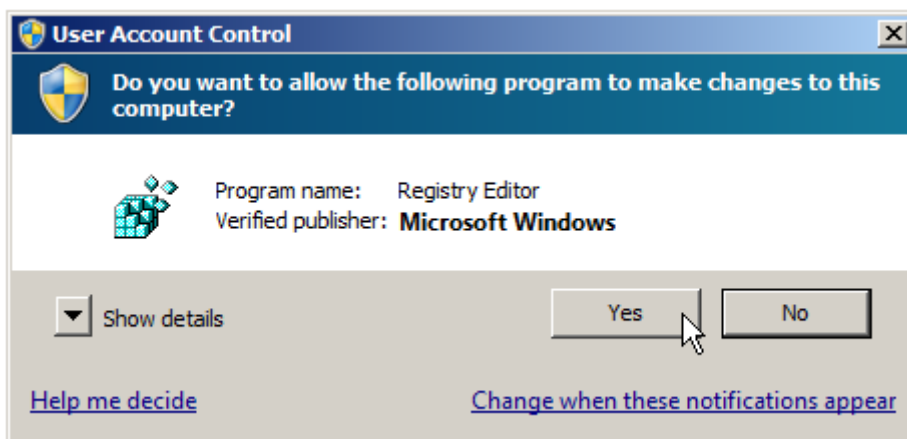 User Account Control
Do you want to allow the following program to make changes to this
computer?
Program name: Registry Editor
Verified publisher: Microsoft Windows
Show details
Yes
No
Help me decide
Change when these notifications appear